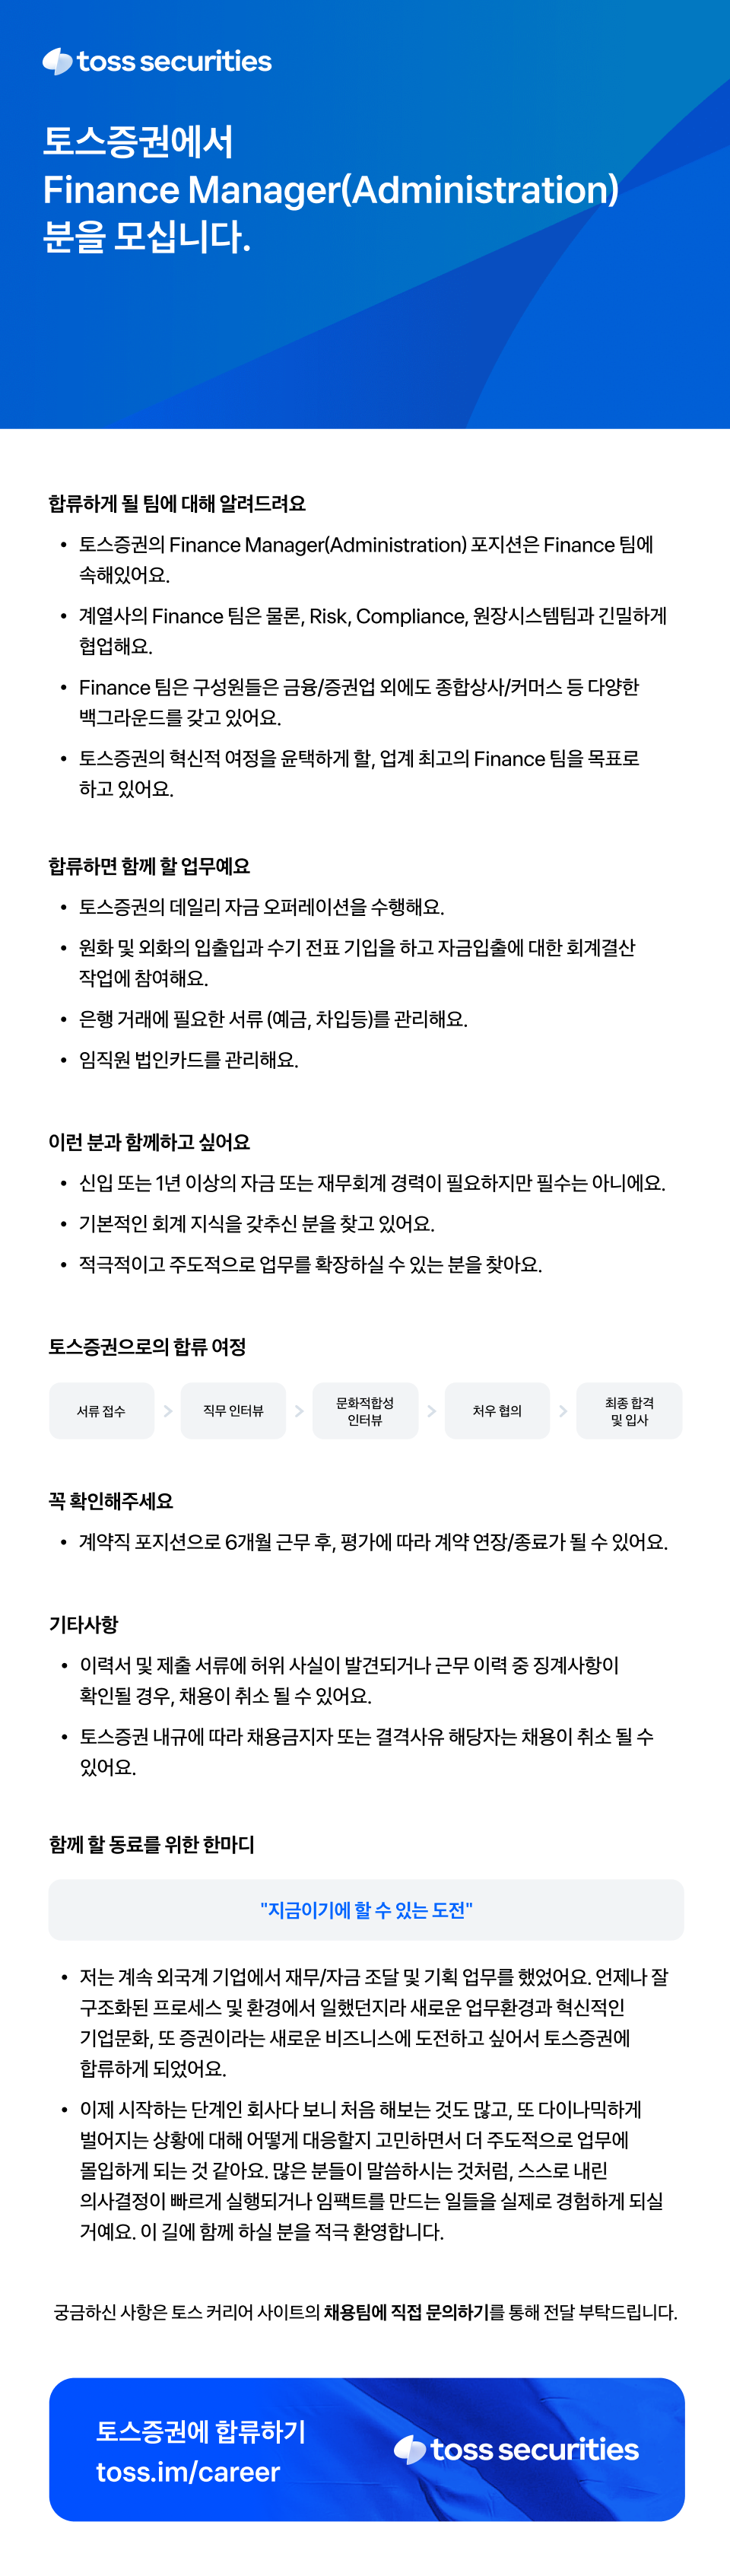 toss securities
토스증권에서
Finance Manager(Administration)
분을 모십니다.
합류하게 될 팀에 대해 알려드려요
• 토스증권의 Finance Manager(Administration) 포지션은 Finance 팀에
속해있어요.
• 계열사의 Finance 팀은 물론, Risk, Compliance, 원장시스템팀과 긴밀하게
협업해요.
• Finance 팀은 구성원들은 금융/증권업 외에도 종합상사/커머스 등 다양한
백그라운드를 갖고 있어요.
• 토스증권의 혁신적 여정을 윤택하게 할, 업계 최고의 Finance 팀을 목표로
하고 있어요.
합류하면 함께 할 업무예요
• 토스증권의 데일리 자금 오퍼레이션을 수행해요.
• 원화 및 외화의 입출입과 수기 전표 기입을 하고 자금입출에 대한 회계결산
작업에 참여해요.
• 은행 거래에 필요한 서류 (예금, 차입등)를 관리해요.
• 임직원 법인카드를 관리해요.
이런 분과 함께하고 싶어요
• 신입 또는 1년 이상의 자금 또는 재무회계 경력이 필요하지만 필수는 아니에요.
• 기본적인 회계 지식을 갖추신 분을 찾고 있어요.
• 적극적이고 주도적으로 업무를 확장하실 수 있는 분을 찾아요.
토스증권으로의 합류 여정
서류 접수 > 직무 인터뷰 > 문화적합성 인터뷰 > 처우 협의 > 최종 합격 및 입사
꼭 확인해주세요
• 계약직 포지션으로 6개월 근무 후, 평가에 따라 계약 연장/종료가 될 수 있어요.
기타사항
• 이력서 및 제출 서류에 허위 사실이 발견되거나 근무 이력 중 징계사항이
확인될 경우, 채용이 취소 될 수 있어요.
• 토스증권 내규에 따라 채용금지자 또는 결격사유 해당자는 채용이 취소 될 수
있어요.
함께 할 동료를 위한 한마디
"지금이기에 할 수 있는 도전"
• 저는 계속 외국계 기업에서 재무/자금 조달 및 기획 업무를 했었어요. 언제나 잘
구조화된 프로세스 및 환경에서 일했던지라 새로운 업무환경과 혁신적인
기업문화, 또 증권이라는 새로운 비즈니스에 도전하고 싶어서 토스증권에
합류하게 되었어요.
• 이제 시작하는 단계인 회사다 보니 처음 해보는 것도 많고, 또 다이나믹하게
벌어지는 상황에 대해 어떻게 대응할지 고민하면서 더 주도적으로 업무에
몰입하게 되는 것 같아요. 많은 분들이 말씀하시는 것처럼, 스스로 내린
의사결정이 빠르게 실행되거나 임팩트를 만드는 일들을 실제로 경험하게 되실
거예요. 이 길에 함께 하실 분을 적극 환영합니다.
궁금하신 사항은 토스 커리어 사이트의 채용팀에 직접 문의하기를 통해 전달 부탁드립니다.
토스증권에 합류하기
toss.im/career
toss securities